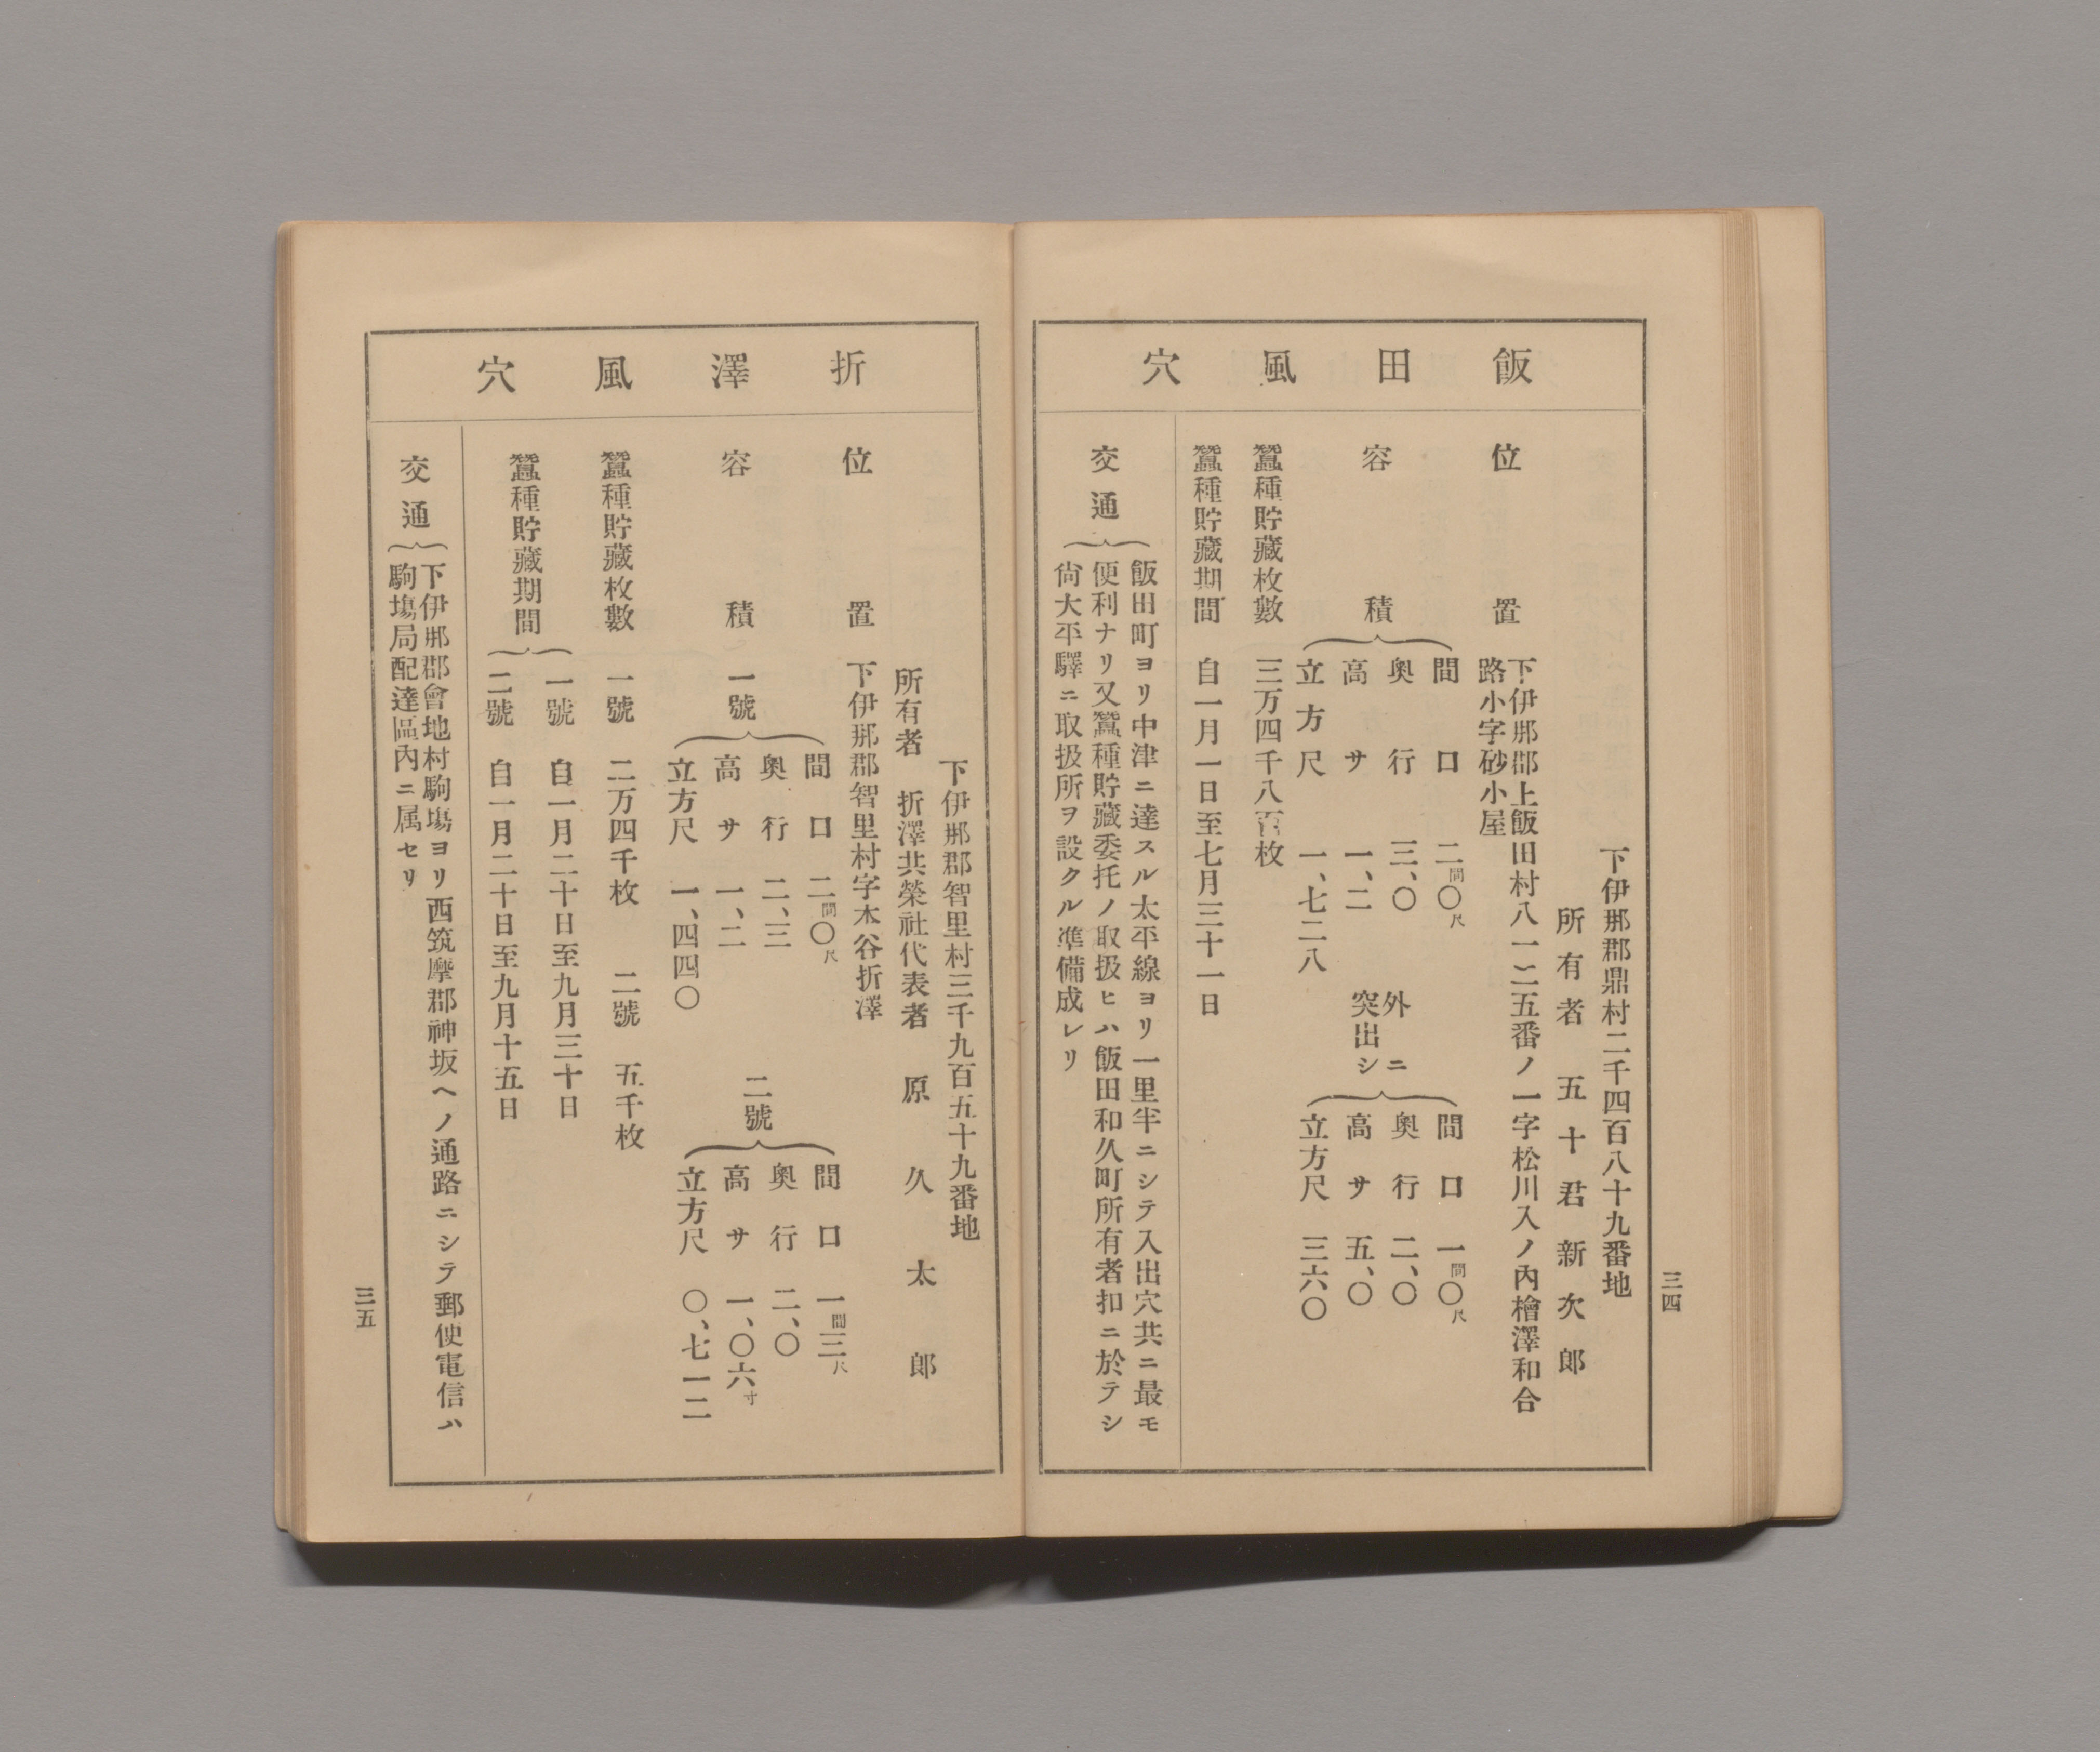 飯田風穴
下伊那郡鼎村二千四百八十九番地
所有者 五十君新次郎
位置 下伊那郡上飯田村八一二五番ノ一字松川入ノ內檜澤和合
路小字砂小屋
容積
間口 二間〇尺
奧行 三、〇
高サ 一、二
立方尺 一、七二八
外ニ
突出シ
間口 一間〇尺
奧行 二、〇
高サ 五、〇
立方尺 三六〇
蠶種貯藏枚數 三万四千八百枚
蠶種貯藏期間 自一月一日至七月三十一日
交通
飯田町ヨリ中津ニ達スル太平線ヨリ一里半ニシテ入出穴共ニ最モ
便利ナリ又蠶種貯藏委托ノ取扱ヒハ飯田和久町所有者扣ニ於テシ
尙大平驛ニ取扱所ヲ設クル準備成レリ
三四
折澤風穴
下伊那郡智里村三千九百五十九番地
所有者 折澤共榮社代表者 原久太郎
位置 下伊那郡智里村字本谷折澤
容積
一號
間口 二間〇尺
奧行 二、三
高サ 一、二
立方尺 一、四四〇
二號
間口 一間三尺
奧行 二、〇
高サ 一、〇六寸
立方尺 〇、七一二
蠶種貯藏枚數 一號 二万四千枚 二號 五千枚
蠶種貯藏期間
一號 自一月二十日至九月三十日
二號 自一月二十日至九月十五日
交通
下伊那郡會地村駒場ヨリ西筑摩郡神坂ヘノ通路ニシテ郵便電信ハ
駒塲局配達區內ニ属セリ
三五